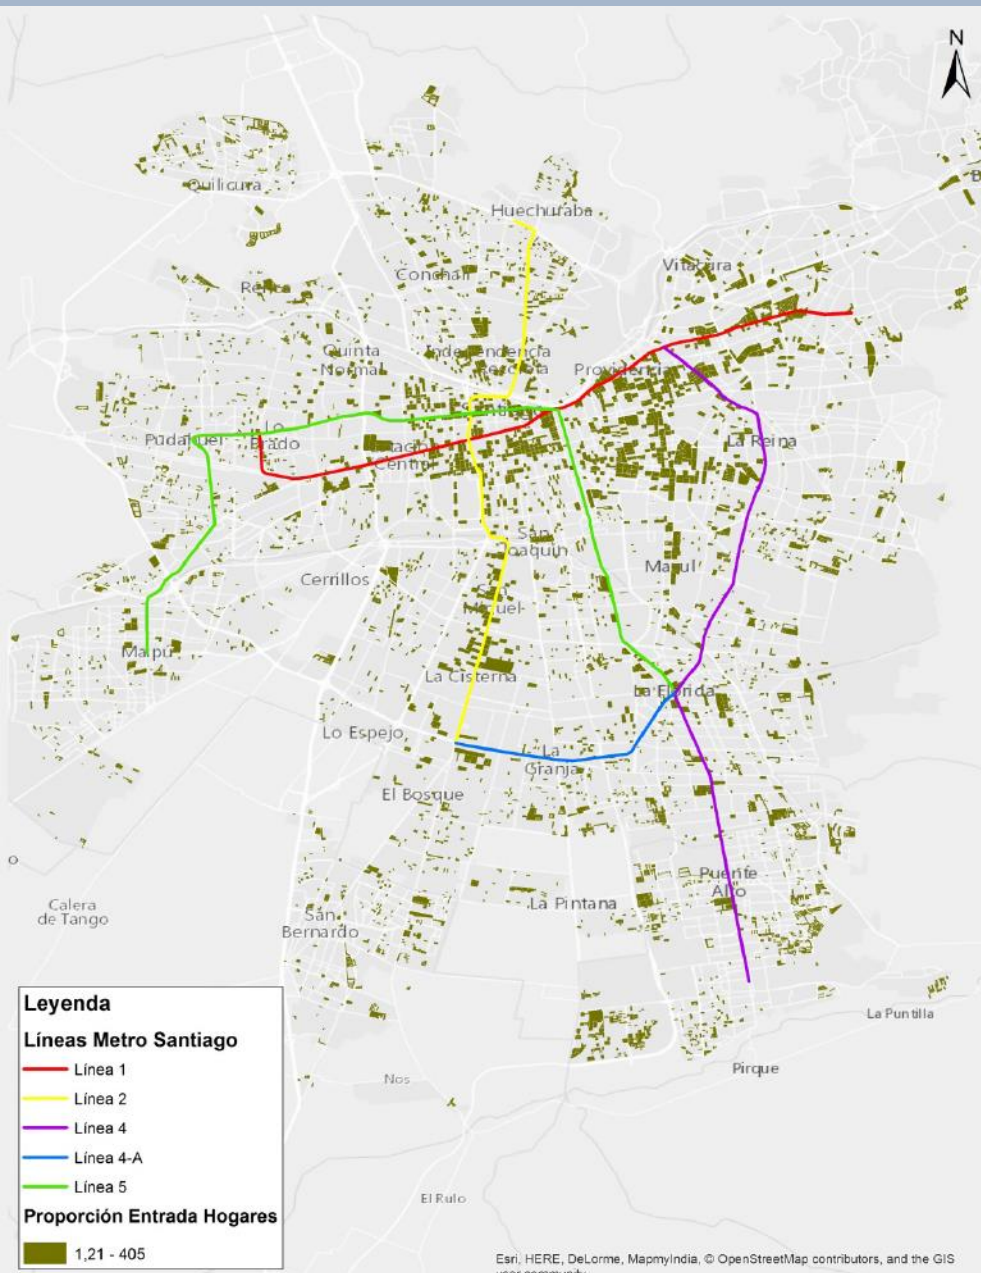 N
Quilicura
Huechuraba
B
Vitacura
Conchalí
Renca
Quinta
Normal
Independencia
Recoleta
Providencia
Santiago
Pudahuel
Lo
Prado
Estación
Central
La Reina
San
Joaquín
Macul
Cerrillos
San
Miguel
Maipú
La Cisterna
La Florida
Lo Espejo
La
Granja
El Bosque
o
Puente
Alto
Calera
de Tango
La Pintana
San
Bernardo
Leyenda
Líneas Metro Santiago
Línea 1
Línea 2
Línea 4
Línea 4-A
Línea 5
Proporción Entrada Hogares
1,21 - 405
La Puntilla
Pirque
Nos
El Rulo
Esri, HERE, DeLorme, MapmyIndia, © OpenStreetMap contributors, and the GIS
user community